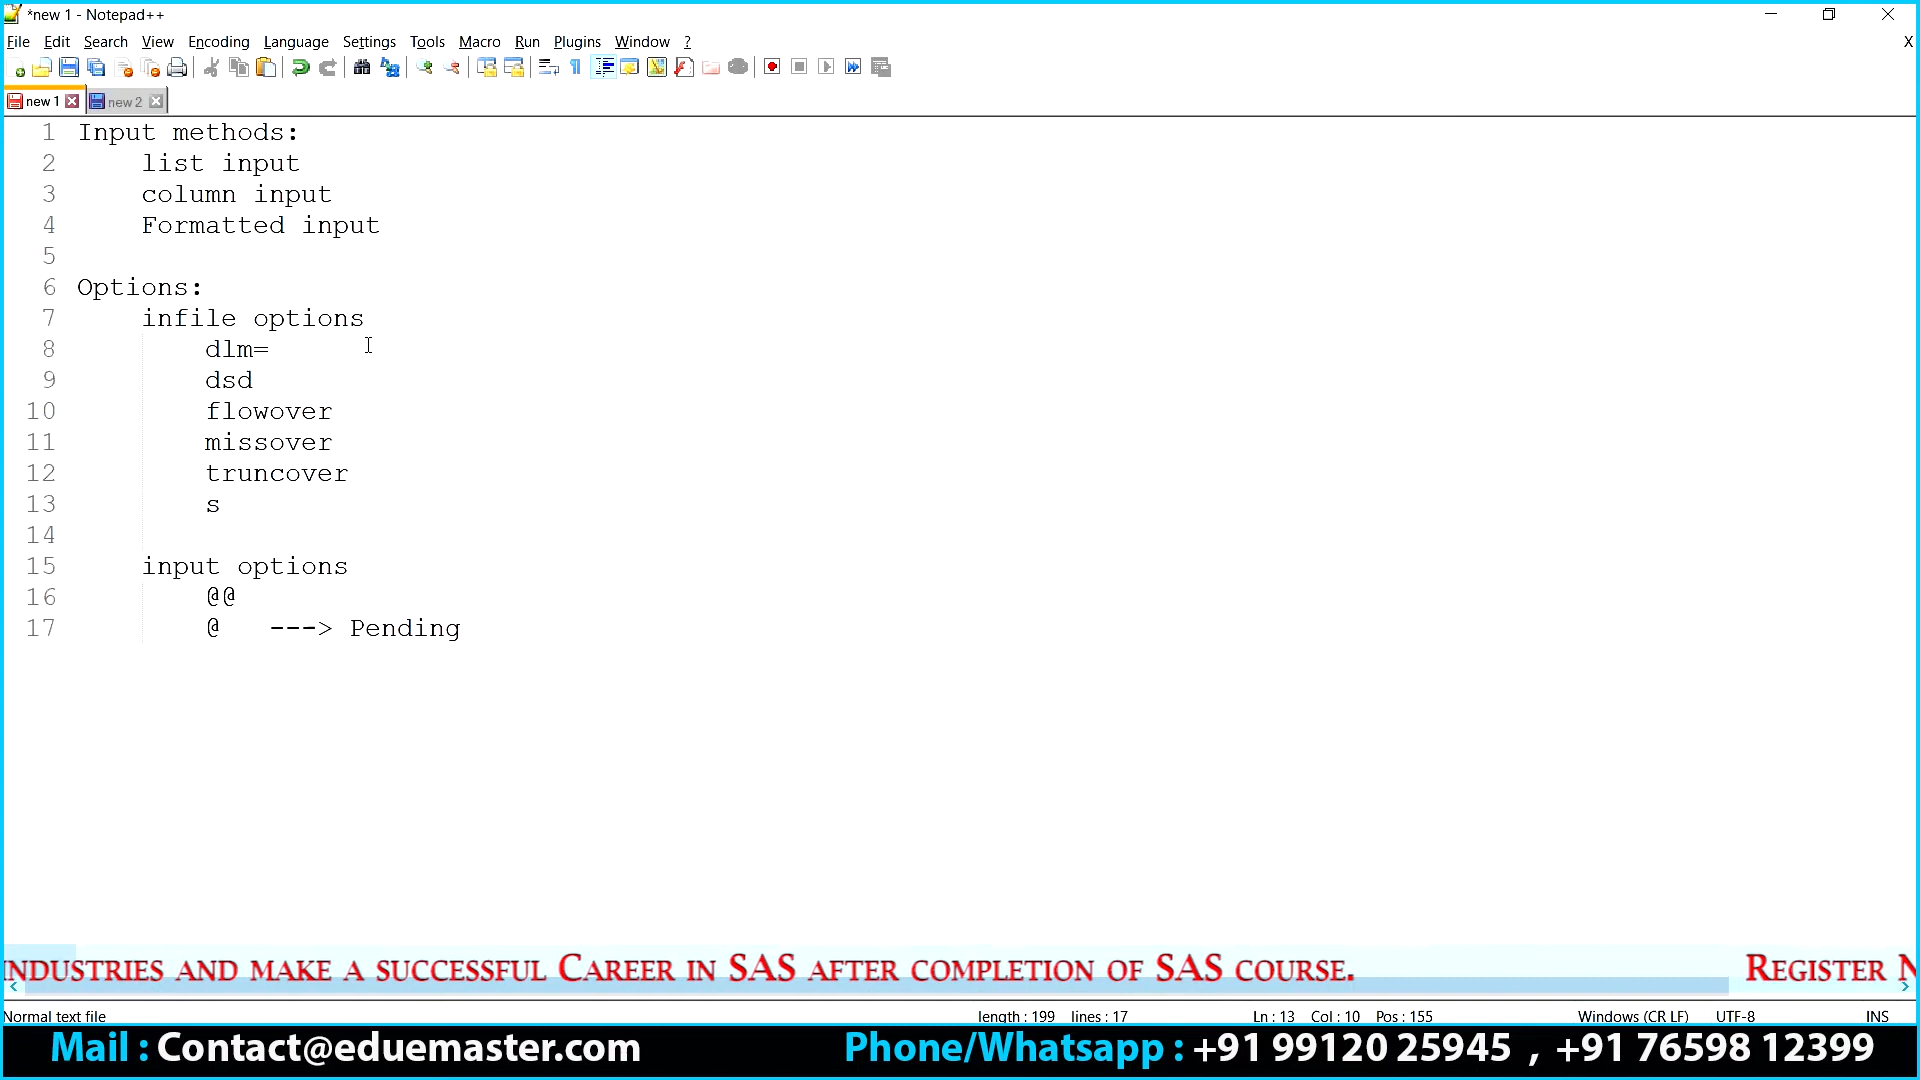 *new 1 - Notepad++
File Edit Search View Encoding Language Settings Tools Macro Run Plugins Window ? X
new 1 new 2
1 Input methods:
2 list input
3 column input
4 Formatted input
5
6 Options:
7 infile options
8 dlm=
9 dsd
10 flowover
11 missover
12 truncover
13 s
14
15 input options
16 @@
17 @ ---> Pending
INDUSTRIES AND MAKE A SUCCESSFUL CAREER IN SAS AFTER COMPLETION OF SAS COURSE. REGISTER N
Normal text file length : 199 lines : 17 Ln : 13 Col : 10 Pos : 155 Windows (CR LF) UTF-8 INS
Mail : Contact@eduemaster.com Phone/Whatsapp : +91 99120 25945 , +91 76598 12399